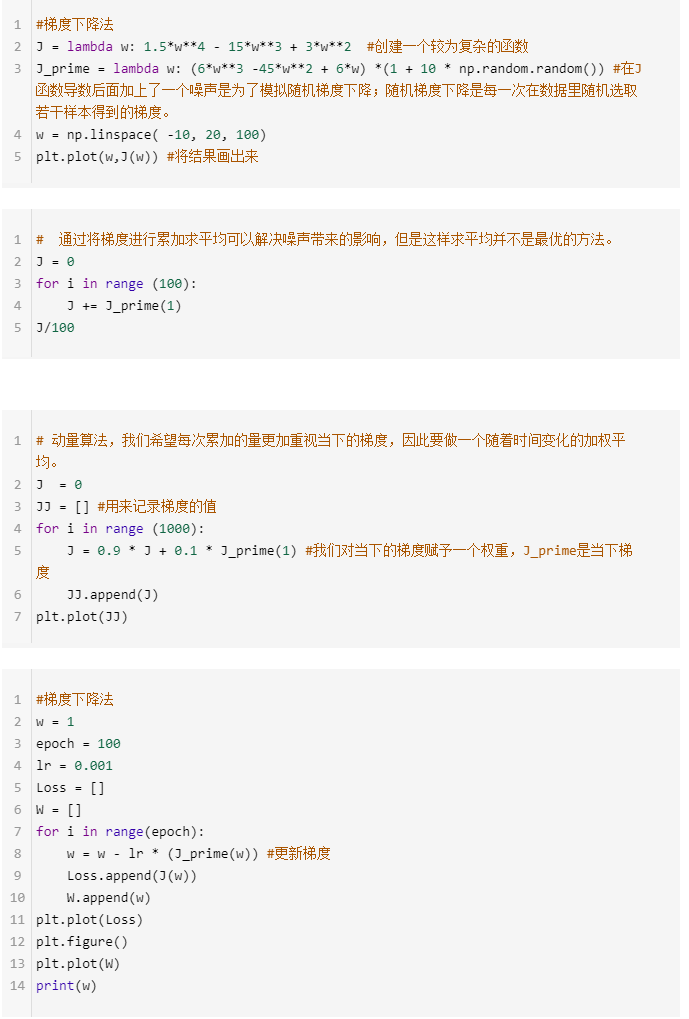 1 #梯度下降法
2 J = lambda w: 1.5*w**4 - 15*w**3 + 3*w**2  #创建一个较为复杂的函数
3 J_prime = lambda w: (6*w**3 -45*w**2 + 6*w) *(1 + 10 * np.random.random()) #在J
函数导数后面加上了一个噪声是为了模拟随机梯度下降；随机梯度下降是每一次在数据里随机选取
若干样本得到的梯度。
4 w = np.linspace( -10, 20, 100)
5 plt.plot(w,J(w)) #将结果画出来
1 #  通过将梯度进行累加求平均可以解决噪声带来的影响，但是这样求平均并不是最优的方法。
2 J = 0
3 for i in range (100):
4     J += J_prime(1)
5 J/100
1 # 动量算法，我们希望每次累加的量更加重视当下的梯度，因此要做一个随着时间变化的加权平
均。
2 J  = 0
3 JJ = [] #用来记录梯度的值
4 for i in range (1000):
5     J = 0.9 * J + 0.1 * J_prime(1) #我们对当下的梯度赋予一个权重，J_prime是当下梯
度
6     JJ.append(J)
7 plt.plot(JJ)
1 #梯度下降法
2 w = 1
3 epoch = 100
4 lr = 0.001
5 Loss = []
6 W = []
7 for i in range(epoch):
8     w = w - lr * (J_prime(w)) #更新梯度
9     Loss.append(J(w))
10     W.append(w)
11 plt.plot(Loss)
12 plt.figure()
13 plt.plot(W)
14 print(w)